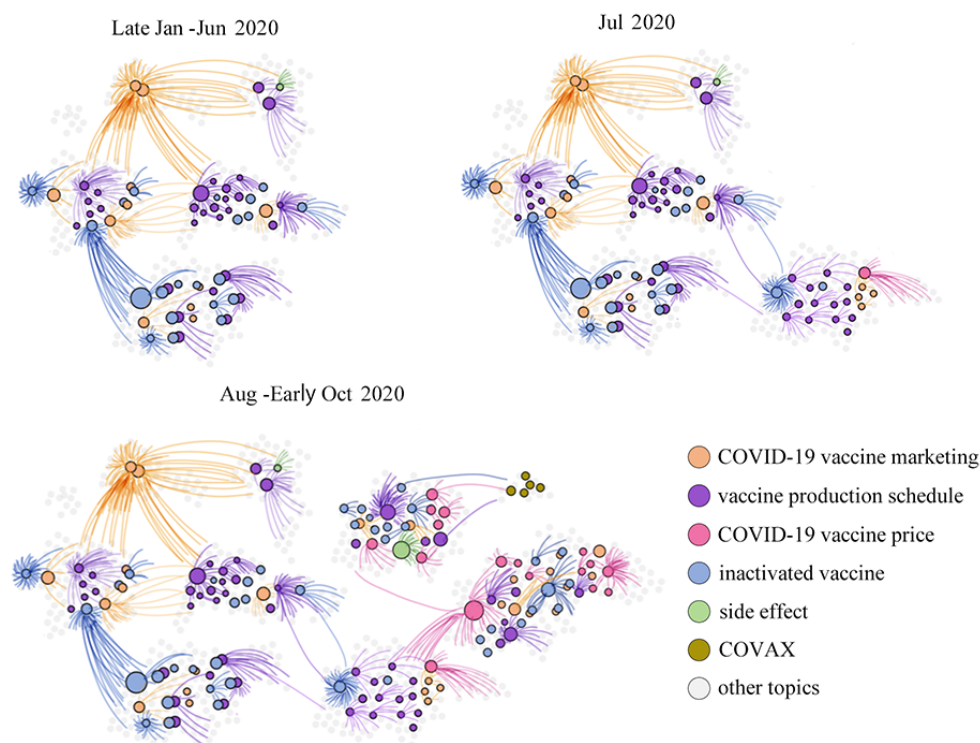 Late Jan -Jun 2020
Jul 2020
Aug -Early Oct 2020
COVID-19 vaccine marketing
vaccine production schedule
COVID-19 vaccine price
inactivated vaccine
side effect
COVAX
other topics